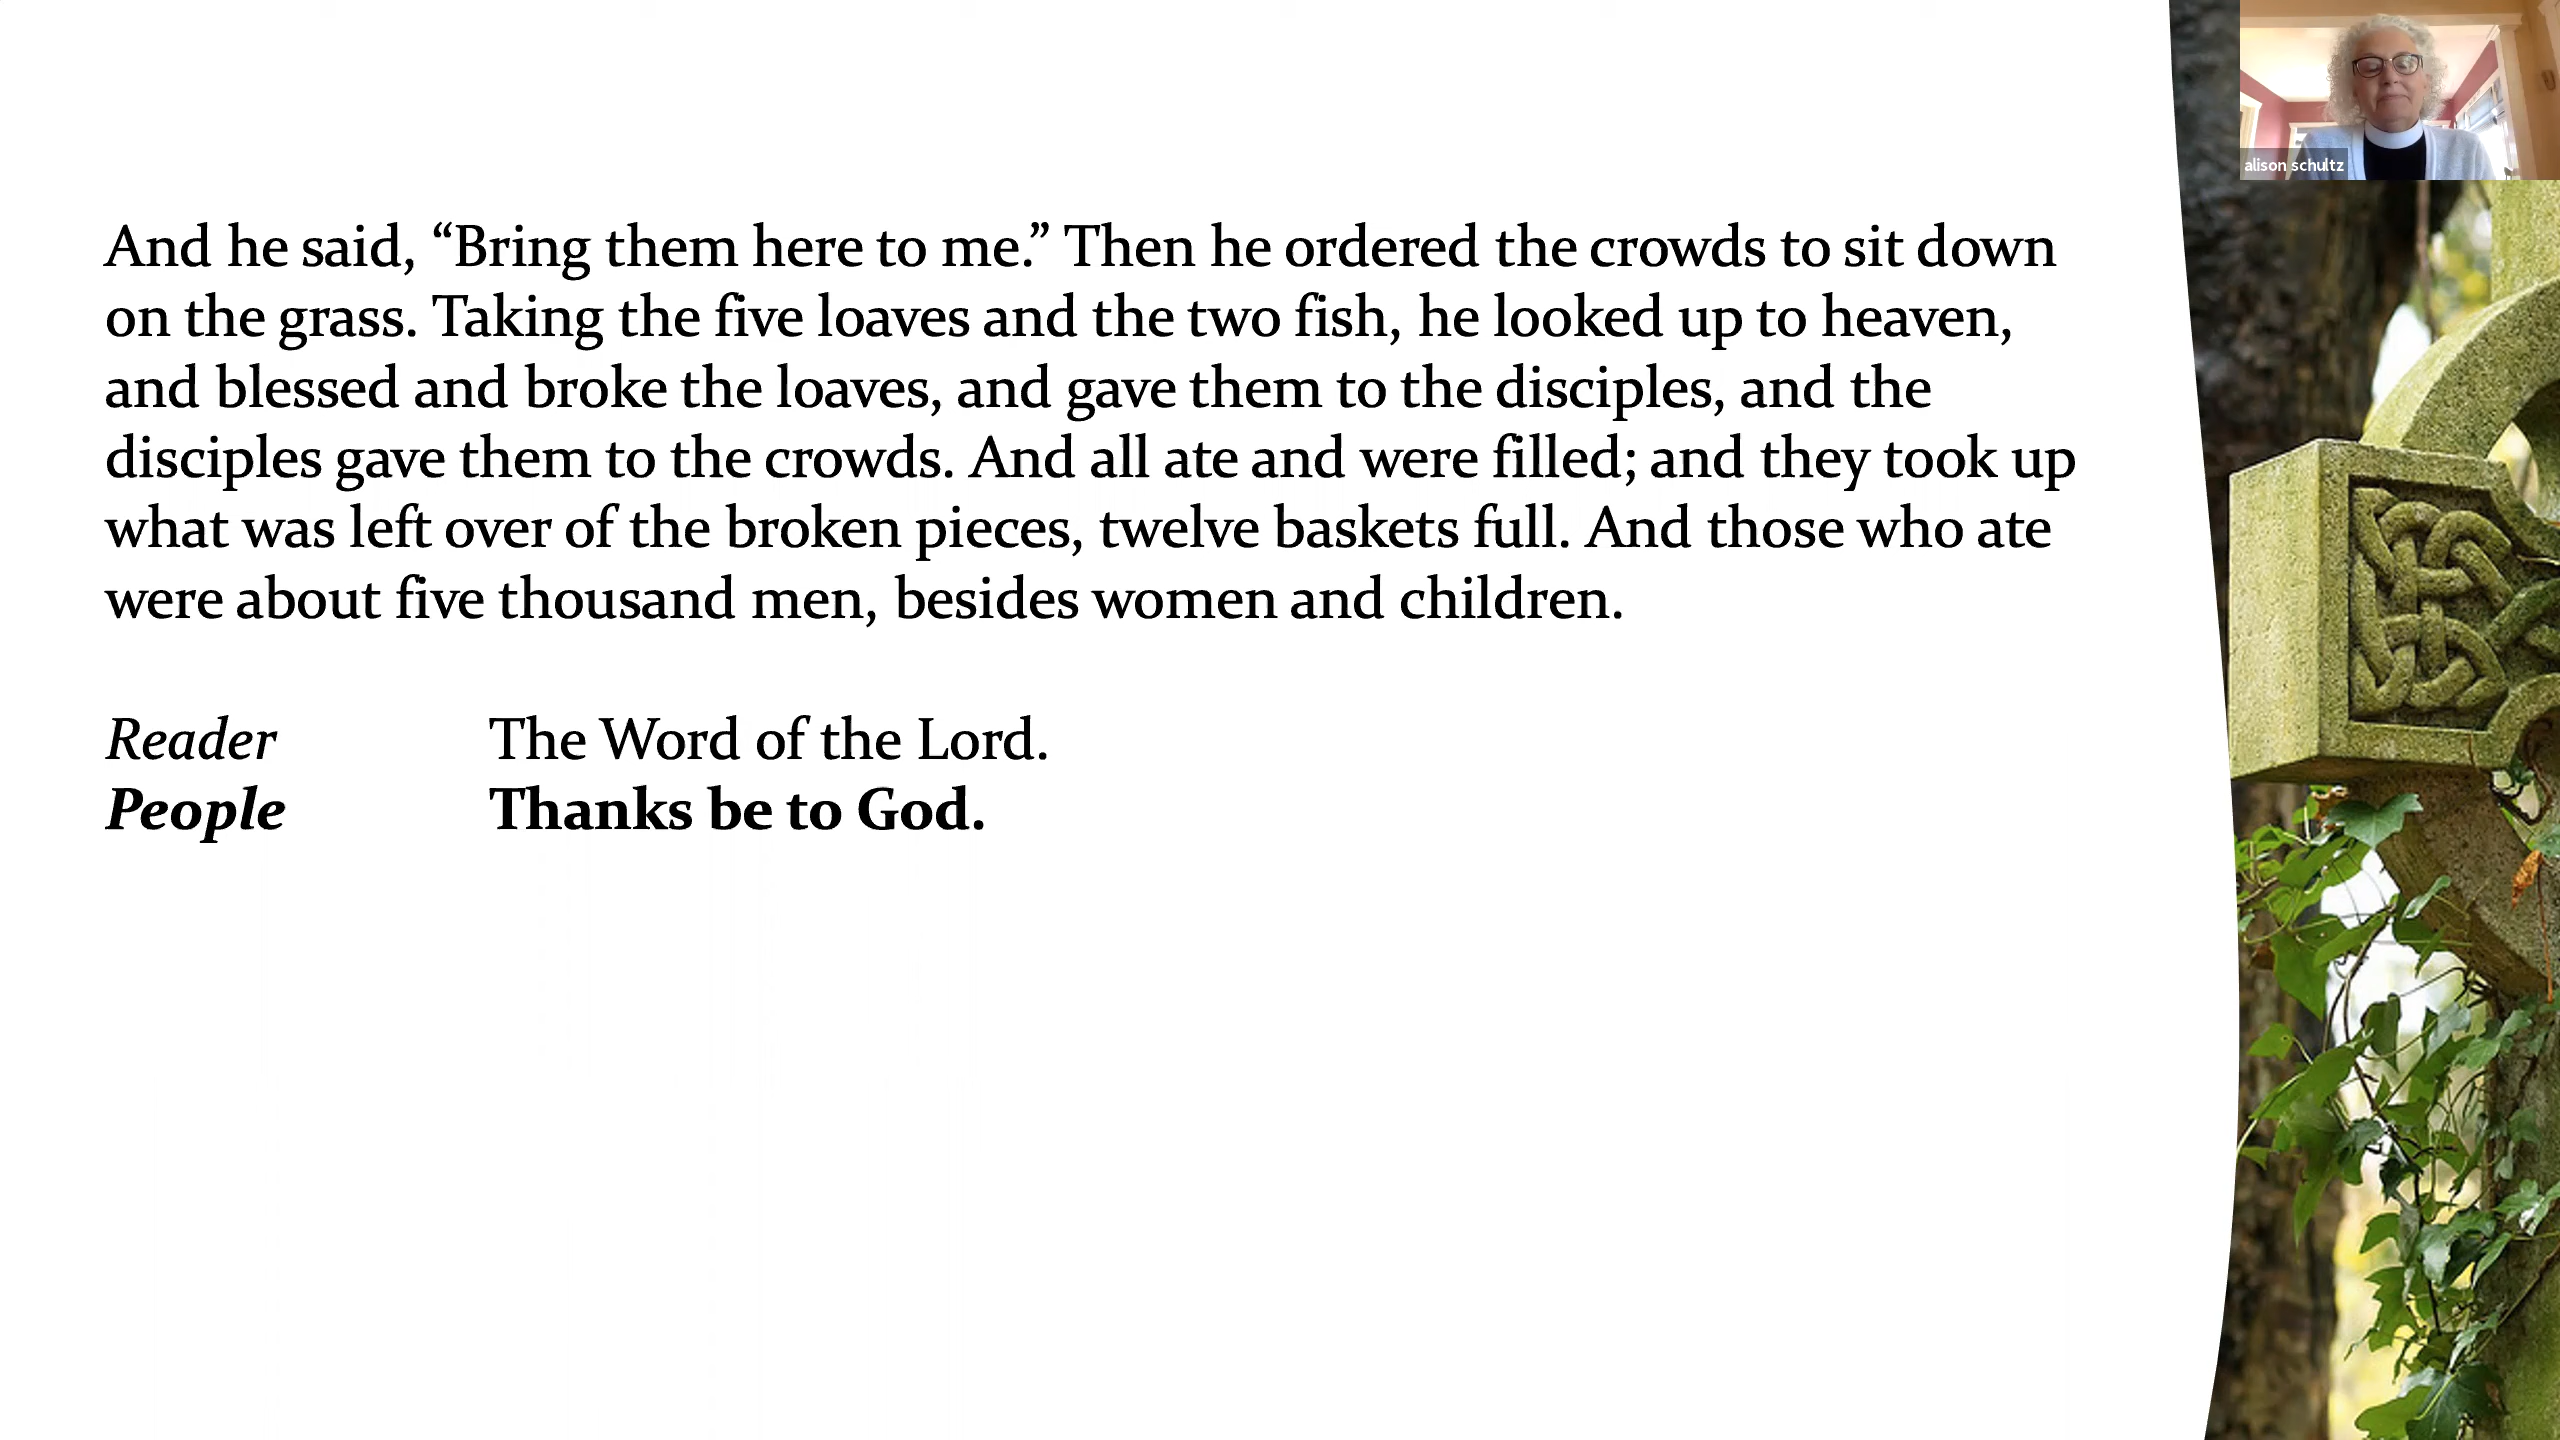 alison schultz
And he said, “Bring them here to me.” Then he ordered the crowds to sit down
on the grass. Taking the five loaves and the two fish, he looked up to heaven,
and blessed and broke the loaves, and gave them to the disciples, and the
disciples gave them to the crowds. And all ate and were filled; and they took up
what was left over of the broken pieces, twelve baskets full. And those who ate
were about five thousand men, besides women and children.
Reader The Word of the Lord.
People Thanks be to God.